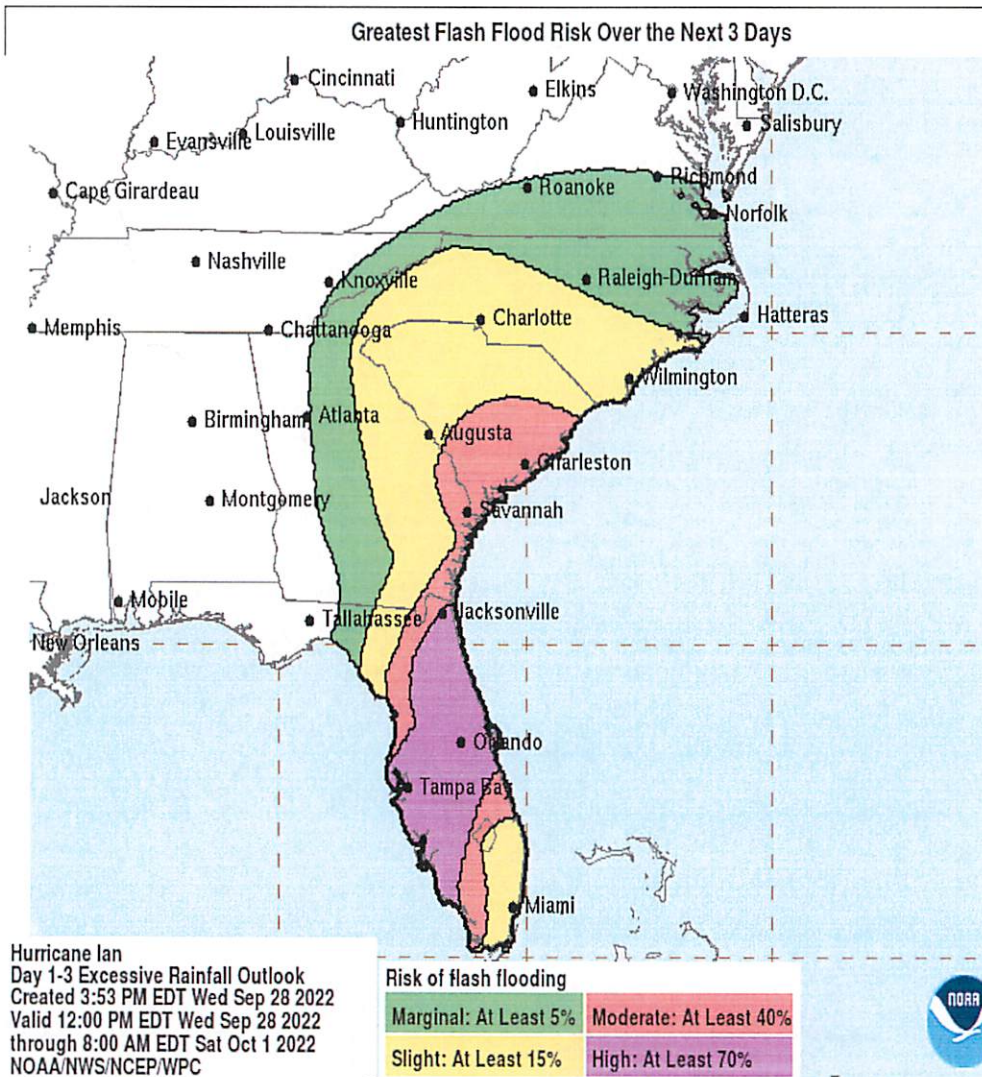 Greatest Flash Flood Risk Over the Next 3 Days
Cincinnati
Elkins
Washington D.C.
Evansville
Louisville
Huntington
Salisbury
Cape Girardeau
Roanoke
Richmond
Norfolk
Nashville
Knoxville
Raleigh-Durham
Memphis
Chattanooga
Charlotte
Hatteras
Wilmington
Birmingham
Atlanta
Augusta
Charleston
Jackson
Montgomery
Savannah
Mobile
Tallahassee
Jacksonville
New Orleans
Orlando
Tampa Bay
Miami
Hurricane Ian
Day 1-3 Excessive Rainfall Outlook
Created 3:53 PM EDT Wed Sep 28 2022
Valid 12:00 PM EDT Wed Sep 28 2022
through 8:00 AM EDT Sat Oct 1 2022
NOAA/NWS/NCEP/WPC
Risk of flash flooding
Marginal: At Least 5%
Moderate: At Least 40%
Slight: At Least 15%
High: At Least 70%
NOAA